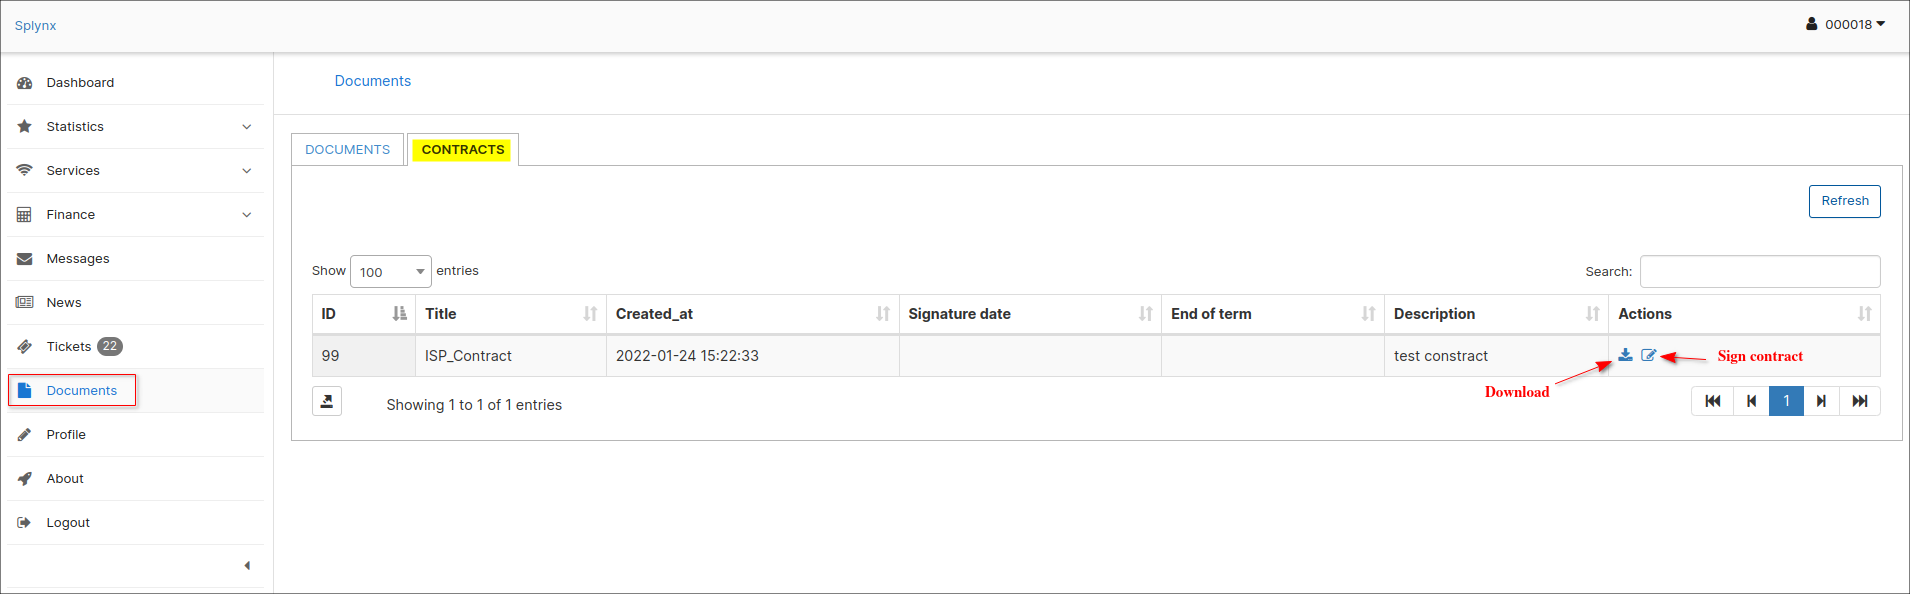 Splynx
000018
Dashboard
Statistics
Services
Finance
Messages
News
Tickets 22
Documents
Profile
About
Logout
Documents
DOCUMENTS CONTRACTS
Refresh
Show 100 entries Search:
ID Title Created_at Signature date End of term Description Actions
99 ISP_Contract 2022-01-24 15:22:33 test constract
Sign contract
Download
Showing 1 to 1 of 1 entries 1